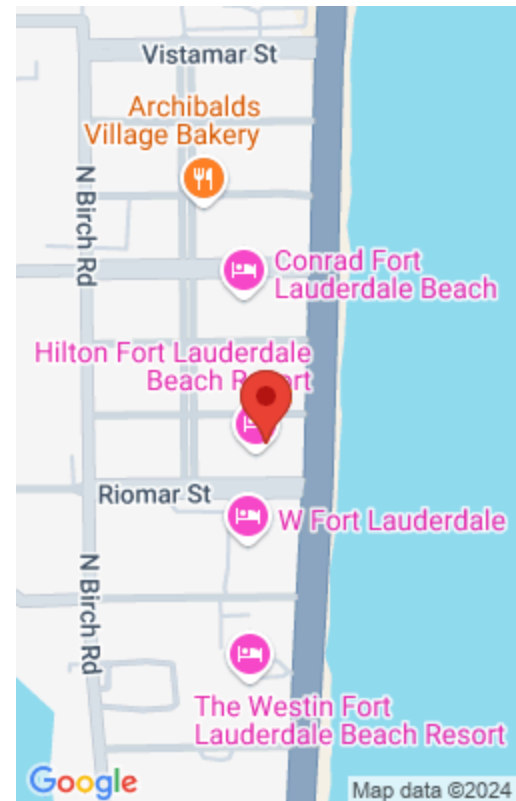 Vistamar St
Archibalds
Village Bakery
N Birch Rd
Conrad Fort
Lauderdale Beach
Hilton Fort Lauderdale
Beach Resort
Riomar St
W Fort Lauderdale
N Birch Rd
The Westin Fort
Lauderdale Beach Resort
Google
Map data ©2024